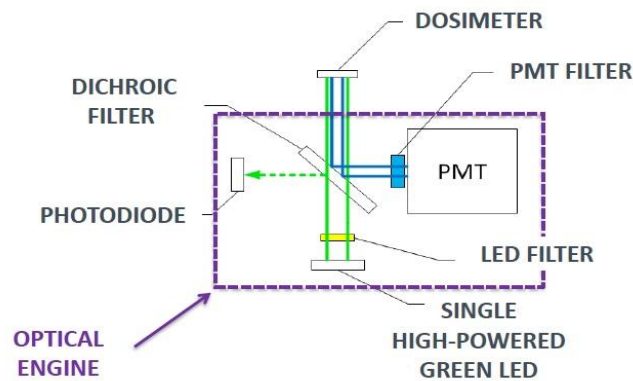 DOSIMETER
DICHROIC
FILTER
PMT FILTER
PMT
PHOTODIODE
LED FILTER
SINGLE
HIGH-POWERED
GREEN LED
OPTICAL
ENGINE